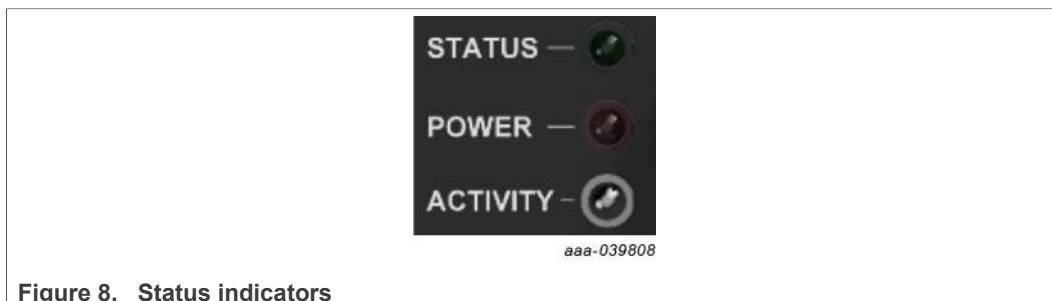 STATUS
POWER
ACTIVITY
aaa-039808
Figure 8. Status indicators